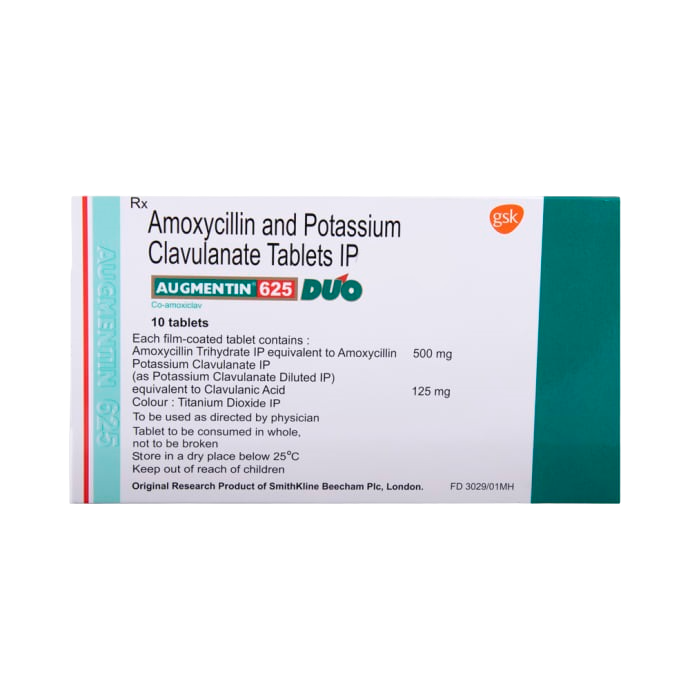 Rx
Amoxycillin and Potassium
Clavulanate Tablets IP
gsk
AUGMENTIN 625 DUO
Co-amoxiclav
10 tablets
Each film-coated tablet contains :
Amoxycillin Trihydrate IP equivalent to Amoxycillin 500 mg
Potassium Clavulanate IP
(as Potassium Clavulanate Diluted IP)
equivalent to Clavulanic Acid 125 mg
Colour : Titanium Dioxide IP
To be used as directed by physician
Tablet to be consumed in whole,
not to be broken
Store in a dry place below 25°C
Keep out of reach of children
Original Research Product of SmithKline Beecham Plc, London. FD 3029/01MH
AUGMENTIN 625